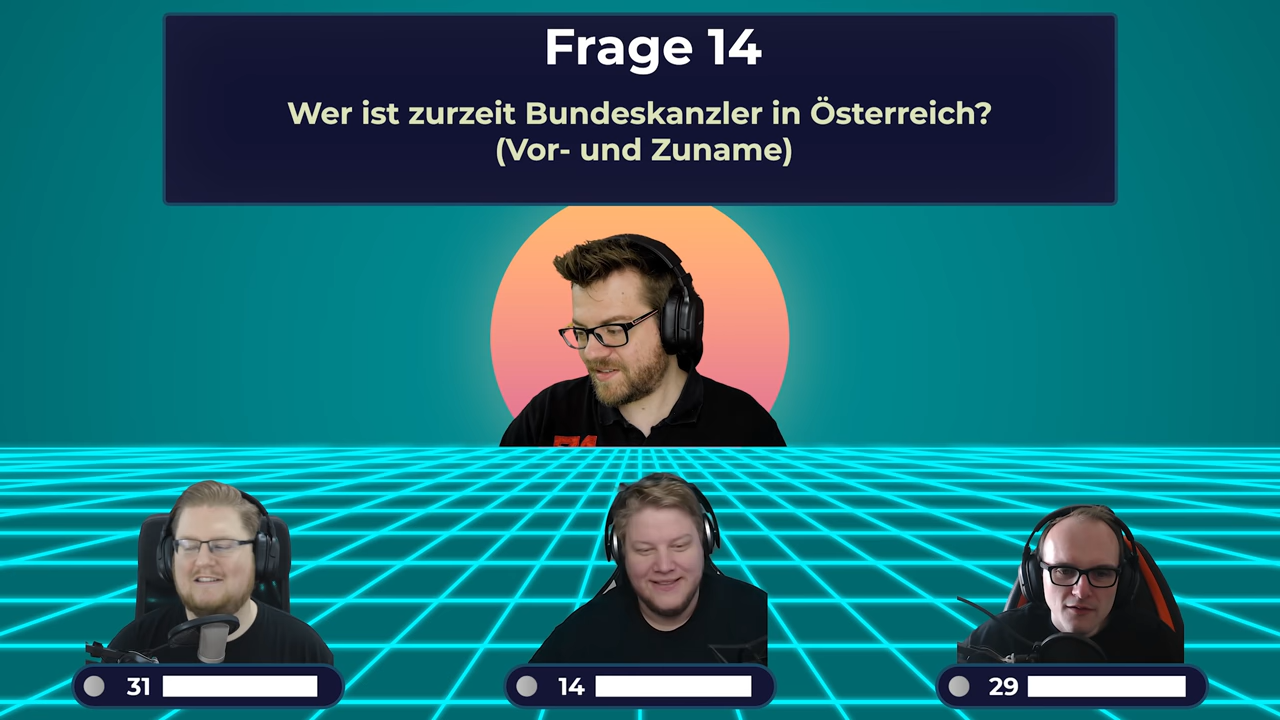 Frage 14
Wer ist zurzeit Bundeskanzler in Österreich?
(Vor- und Zuname)
31
14
29